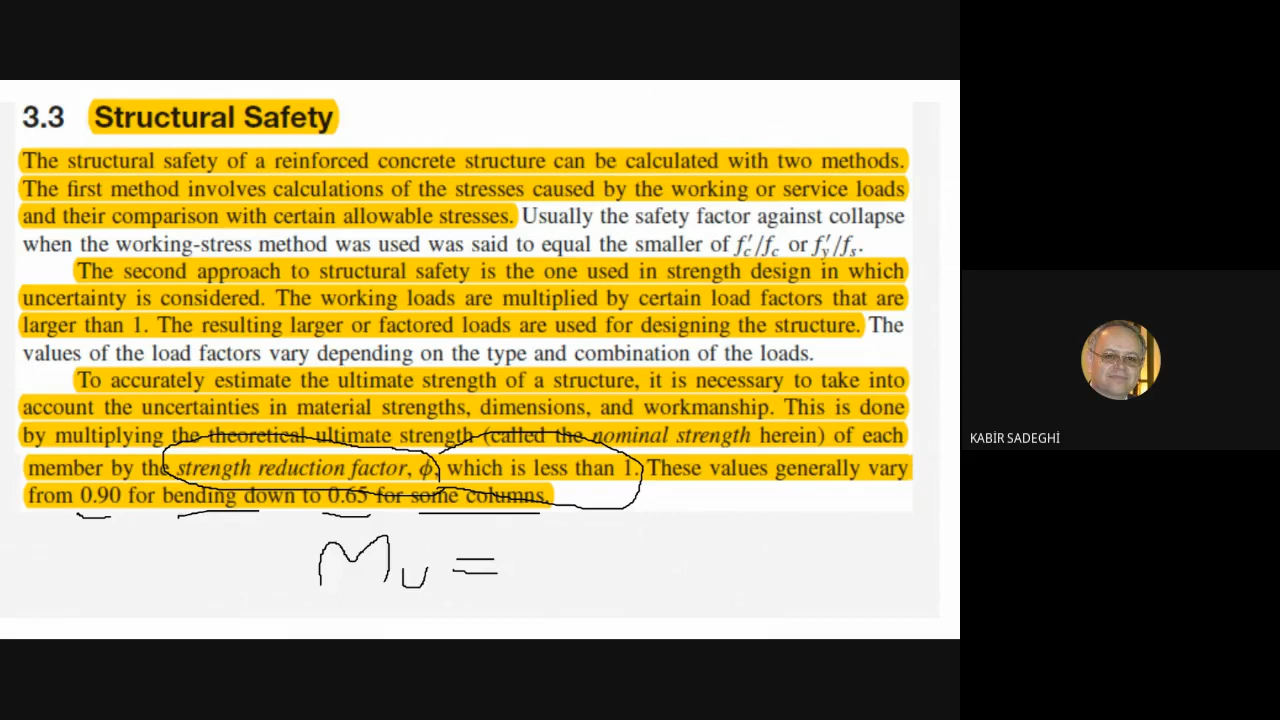 3.3 Structural Safety
The structural safety of a reinforced concrete structure can be calculated with two methods.
The first method involves calculations of the stresses caused by the working or service loads
and their comparison with certain allowable stresses. Usually the safety factor against collapse
when the working-stress method was used was said to equal the smaller of f′c/fc or f′y/fs.
The second approach to structural safety is the one used in strength design in which
uncertainty is considered. The working loads are multiplied by certain load factors that are
larger than 1. The resulting larger or factored loads are used for designing the structure. The
values of the load factors vary depending on the type and combination of the loads.
To accurately estimate the ultimate strength of a structure, it is necessary to take into
account the uncertainties in material strengths, dimensions, and workmanship. This is done
by multiplying the theoretical ultimate strength (called the nominal strength herein) of each
member by the strength reduction factor, ϕ, which is less than 1. These values generally vary
from 0.90 for bending down to 0.65 for some columns.
Mu =
KABİR SADEGHİ